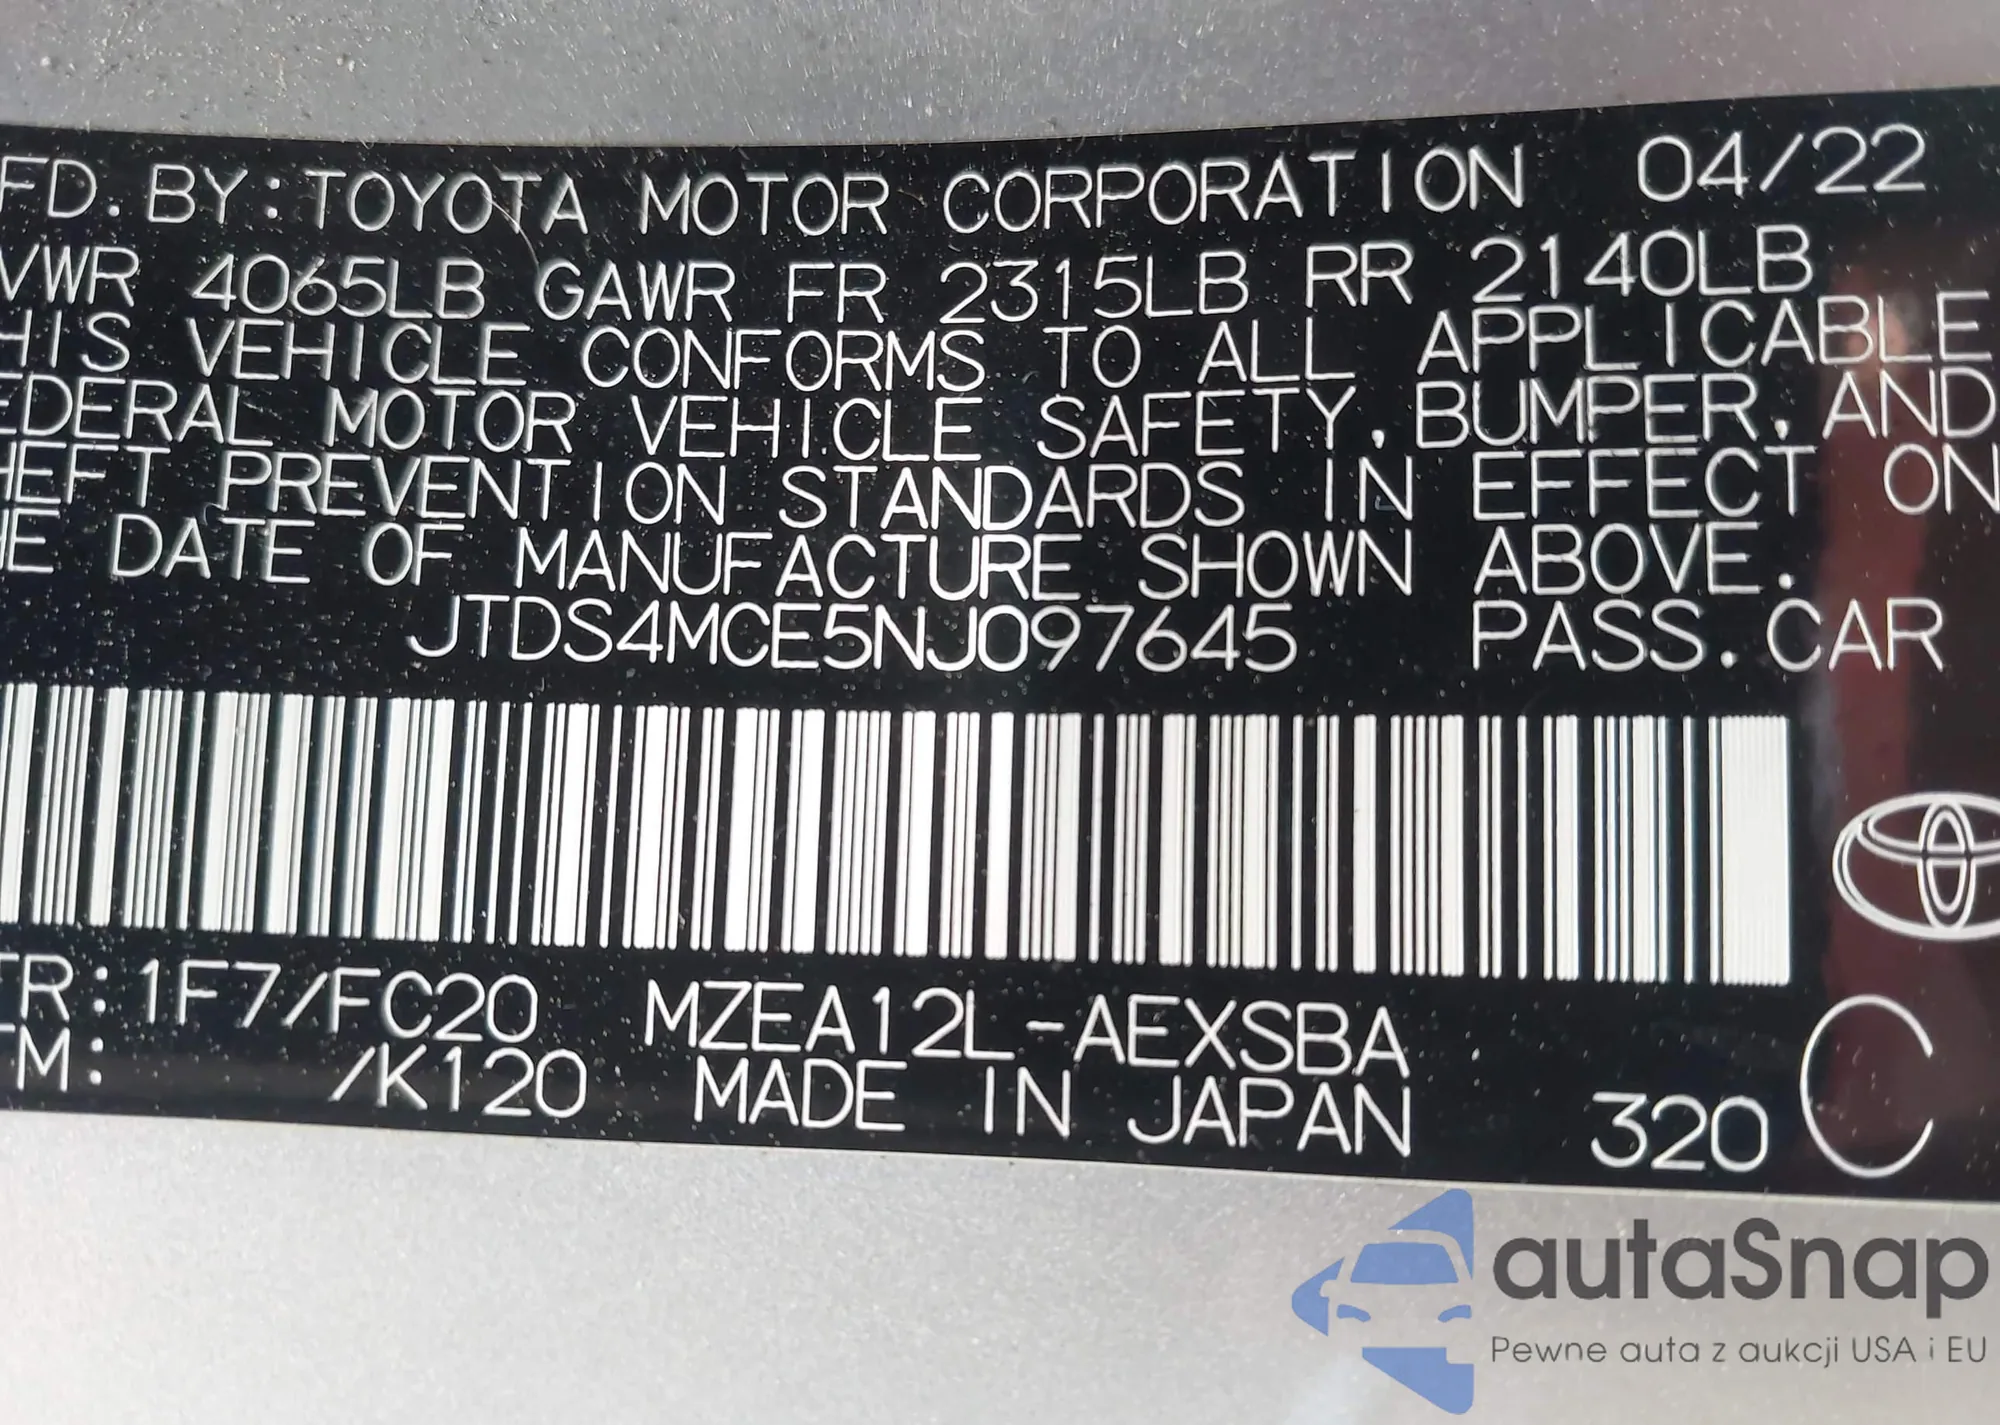 FD. BY:TOYOTA MOTOR CORPORATION 04/22
VWR 4065LB GAWR FR 2315LB RR 2140LB
HIS VEHICLE CONFORMS TO ALL APPLICABLE
EDERAL MOTOR VEHICLE SAFETY, BUMPER, AND
HEFT PREVENTION STANDARDS IN EFFECT ON
HE DATE OF MANUFACTURE SHOWN ABOVE.
JTDS4MCE5NJ097645 PASS. CAR
TR:1F7/FC20 MZEA12L-AEXSBA
TM: /K120 MADE IN JAPAN 320 C
autaSnap
Pewne auta z aukcji USA i EU